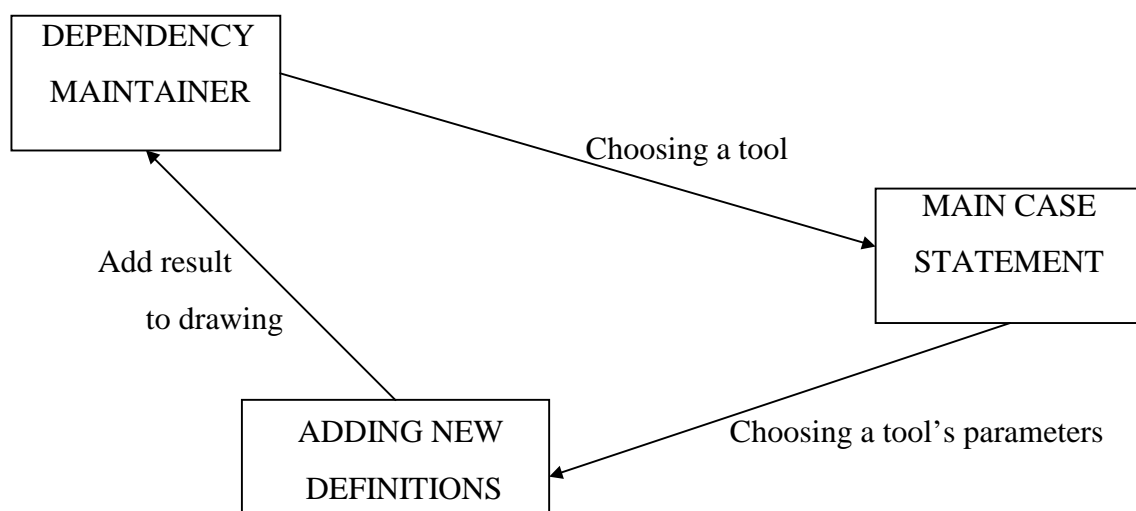 DEPENDENCY
MAINTAINER
Choosing a tool
MAIN CASE
STATEMENT
Add result
to drawing
Choosing a tool’s parameters
ADDING NEW
DEFINITIONS